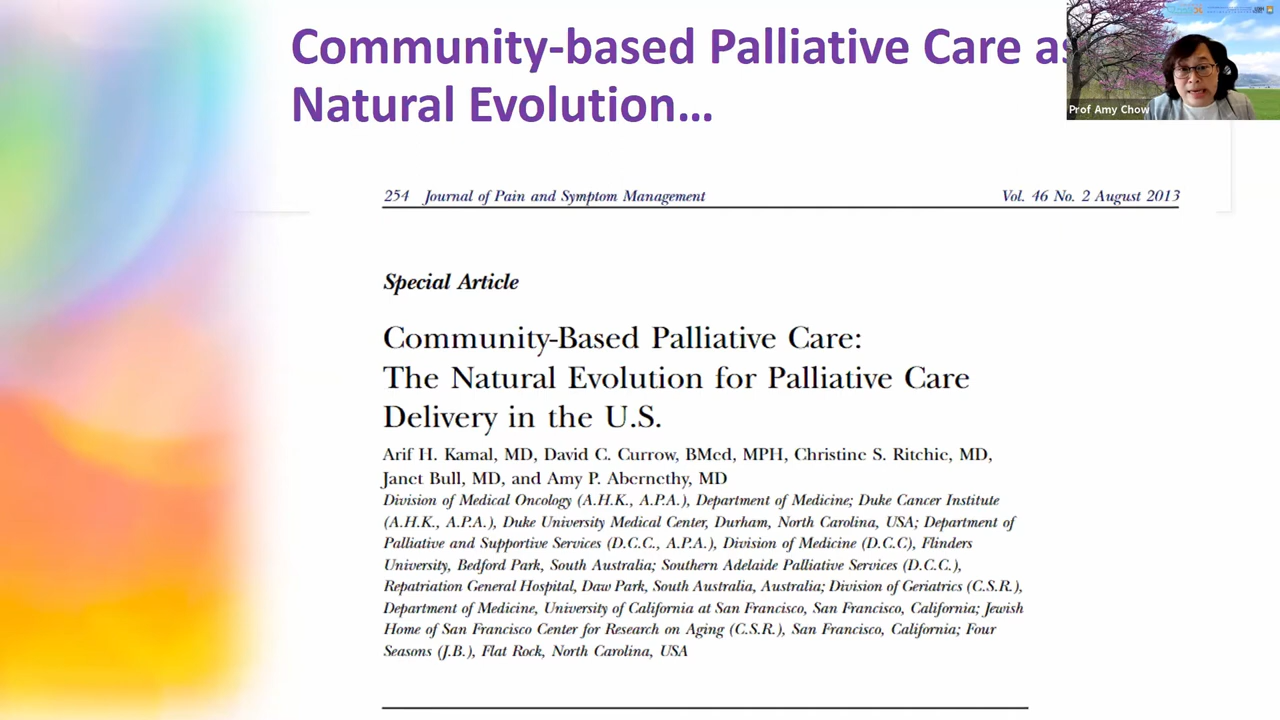 Community-based Palliative Care as
Natural Evolution…
Prof Amy Chow
254 Journal of Pain and Symptom Management Vol. 46 No. 2 August 2013
Special Article
Community-Based Palliative Care:
The Natural Evolution for Palliative Care
Delivery in the U.S.
Arif H. Kamal, MD, David C. Currow, BMed, MPH, Christine S. Ritchie, MD,
Janet Bull, MD, and Amy P. Abernethy, MD
Division of Medical Oncology (A.H.K., A.P.A.), Department of Medicine; Duke Cancer Institute
(A.H.K., A.P.A.), Duke University Medical Center, Durham, North Carolina, USA; Department of
Palliative and Supportive Services (D.C.C., A.P.A.), Division of Medicine (D.C.C), Flinders
University, Bedford Park, South Australia; Southern Adelaide Palliative Services (D.C.C.),
Repatriation General Hospital, Daw Park, South Australia, Australia; Division of Geriatrics (C.S.R.),
Department of Medicine, University of California at San Francisco, San Francisco, California; Jewish
Home of San Francisco Center for Research on Aging (C.S.R.), San Francisco, California; Four
Seasons (J.B.), Flat Rock, North Carolina, USA